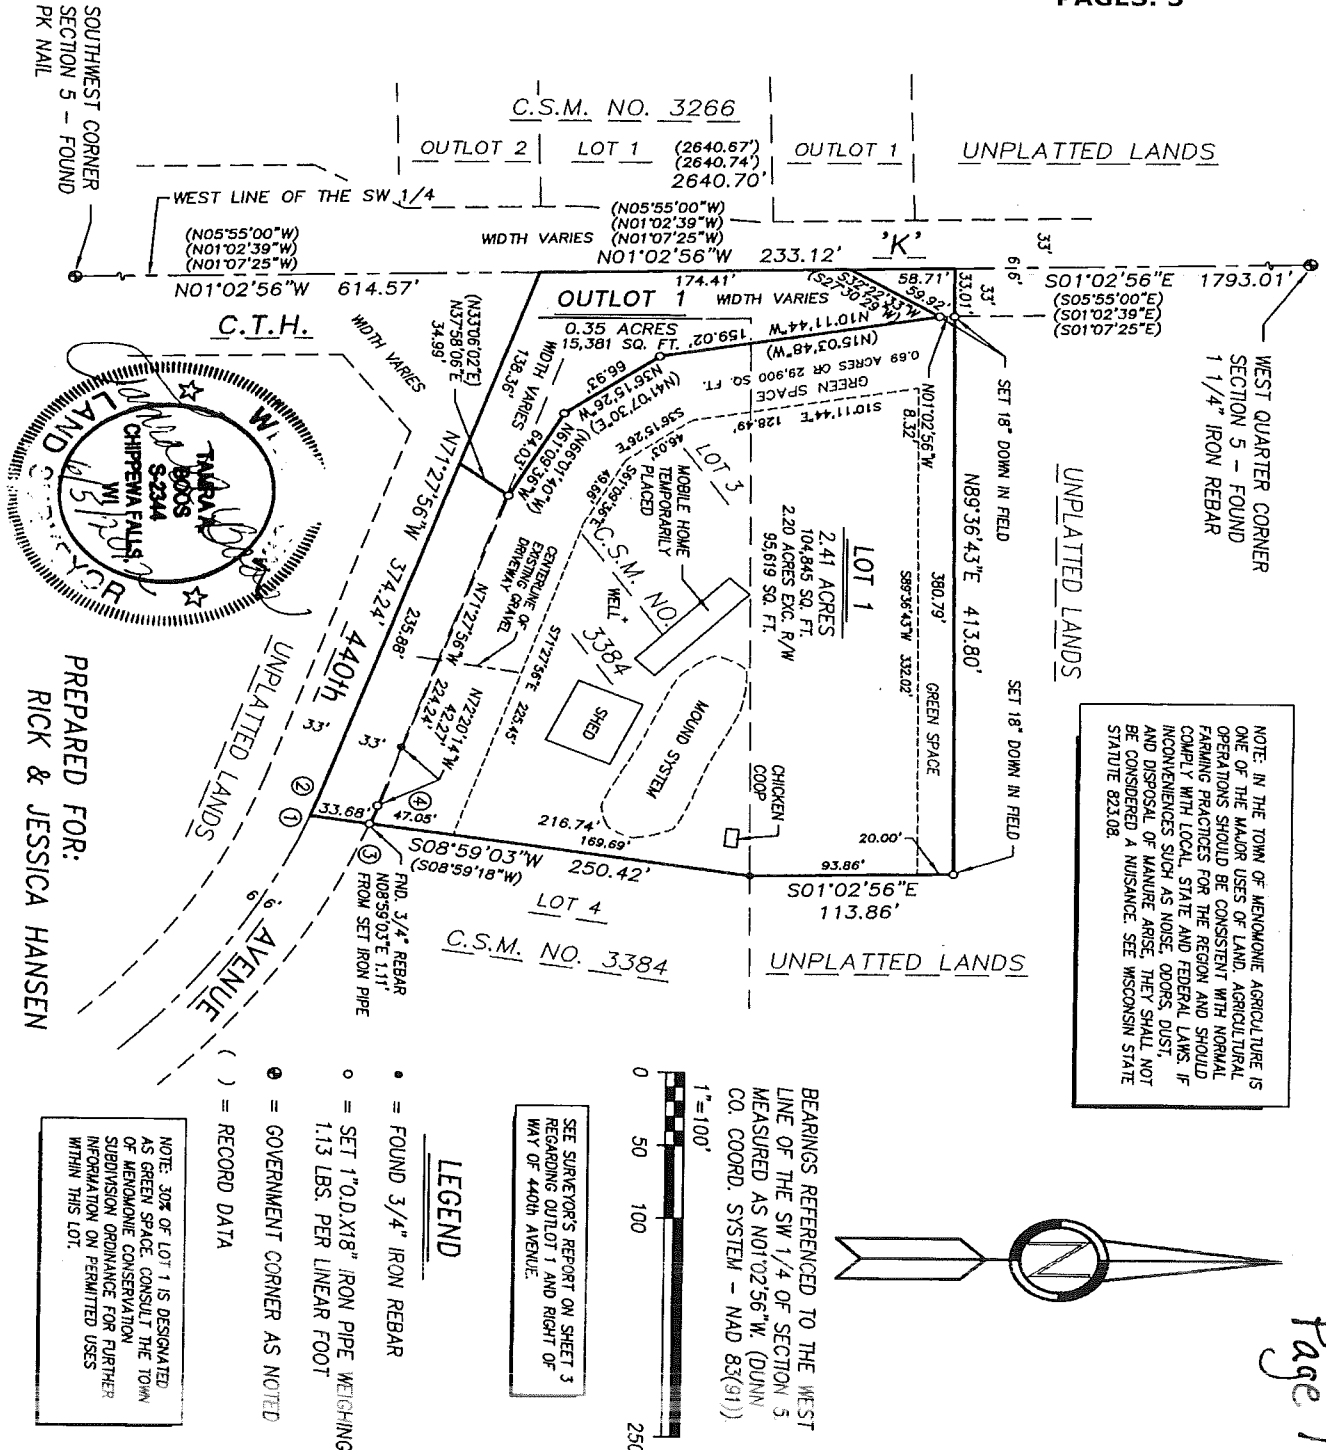 PAGES: 3
Page 1
SOUTHWEST CORNER
SECTION 5 - FOUND
PK NAIL
C.S.M. NO. 3266
OUTLOT 2
LOT 1
(2640.67')
(2640.74')
2640.70'
OUTLOT 1
UNPLATTED LANDS
WEST LINE OF THE SW 1/4
(N05°55'00"W)
(N01°02'39"W)
(N01°07'25"W)
N01°02'56"W 614.57'
C.T.H.
WIDTH VARIES
(N05°55'00"W)
(N01°02'39"W)
(N01°07'25"W)
N01°02'56"W 233.12'
'K'
33'
66'
33'
S01°02'56"E 1793.01'
(S05°55'00"E)
(S01°02'39"E)
(S01°07'25"E)
WEST QUARTER CORNER
SECTION 5 - FOUND
1 1/4" IRON REBAR
174.41'
58.71'
33.01'
OUTLOT 1
WIDTH VARIES
0.35 ACRES
15,381 SQ. FT.
S32°22'33"W
59.92'
(S27°30'29"W)
N10°11'44"W
159.02'
(N15°03'48"W)
0.69 ACRES OR 29,900 SQ. FT.
GREEN SPACE
S10°11'44"E
128.49'
N01°02'56"W
8.32'
SET 18" DOWN IN FIELD
WIDTH VARIES
(N33°06'02"E)
N37°58'06"E
34.99'
138.36'
WIDTH VARIES
66.93'
N36°15'26"W
(N41°07'30"E)
S36°15'26"E
46.03'
64.03'
N61°09'36"W
(N66°01'40"W)
S61°09'36"E
49.66'
LOT 3
C.S.M. NO.
3384
MOBILE HOME
TEMPORARILY
PLACED
WELL
LOT 1
2.41 ACRES
104,845 SQ. FT.
2.20 ACRES EXC. R/W
95,619 SQ. FT.
N89°36'43"E 413.80'
380.79'
S89°36'43"W 332.02'
GREEN SPACE
UNPLATTED LANDS
SET 18" DOWN IN FIELD
N71°27'56"W 374.24'
235.88'
CENTERLINE OF
EXISTING GRAVEL
DRIVEWAY
N71°27'56"W
224.24'
S71°27'56"E 225.45'
N72°20'14"W
42.27'
SHED
MOUND SYSTEM
CHICKEN
COOP
440th
AVENUE
33'
33'
66'
UNPLATTED LANDS
2
1
33.68'
47.05'
4
3
216.74'
169.69'
S08°59'03"W 250.42'
(S08°59'18"W)
20.00'
93.86'
S01°02'56"E
113.86'
FND. 3/4" REBAR
N08°59'03"E 1.11'
FROM SET IRON PIPE
LOT 4
C.S.M. NO. 3384
UNPLATTED LANDS
TAMRA A.
BOOS
S-2344
CHIPPEWA FALLS,
WI
LAND
PREPARED FOR:
RICK & JESSICA HANSEN
NOTE: IN THE TOWN OF MENOMONIE AGRICULTURE IS
ONE OF THE MAJOR USES OF LAND. AGRICULTURAL
OPERATIONS SHOULD BE CONSISTENT WITH NORMAL
FARMING PRACTICES FOR THE REGION AND SHOULD
COMPLY WITH LOCAL, STATE AND FEDERAL LAWS. IF
INCONVENIENCES SUCH AS NOISE, ODORS, DUST,
AND DISPOSAL OF MANURE ARISE, THEY SHALL NOT
BE CONSIDERED A NUISANCE. SEE WISCONSIN STATE
STATUTE 823.08.
BEARINGS REFERENCED TO THE WEST
LINE OF THE SW 1/4 OF SECTION 5
MEASURED AS N01°02'56"W. (DUNN
CO. COORD. SYSTEM - NAD 83(91))
1"=100'
0 50 100 250
SEE SURVEYOR'S REPORT ON SHEET 3
REGARDING OUTLOT 1 AND RIGHT OF
WAY OF 440th AVENUE.
LEGEND
• = FOUND 3/4" IRON REBAR
○ = SET 1"O.D.X18" IRON PIPE WEIGHING
1.13 LBS. PER LINEAR FOOT
= GOVERNMENT CORNER AS NOTED
( ) = RECORD DATA
NOTE: 30% OF LOT 1 IS DESIGNATED
AS GREEN SPACE. CONSULT THE TOWN
OF MENOMONIE CONSERVATION
SUBDIVISION ORDINANCE FOR FURTHER
INFORMATION ON PERMITTED USES
WITHIN THIS LOT.